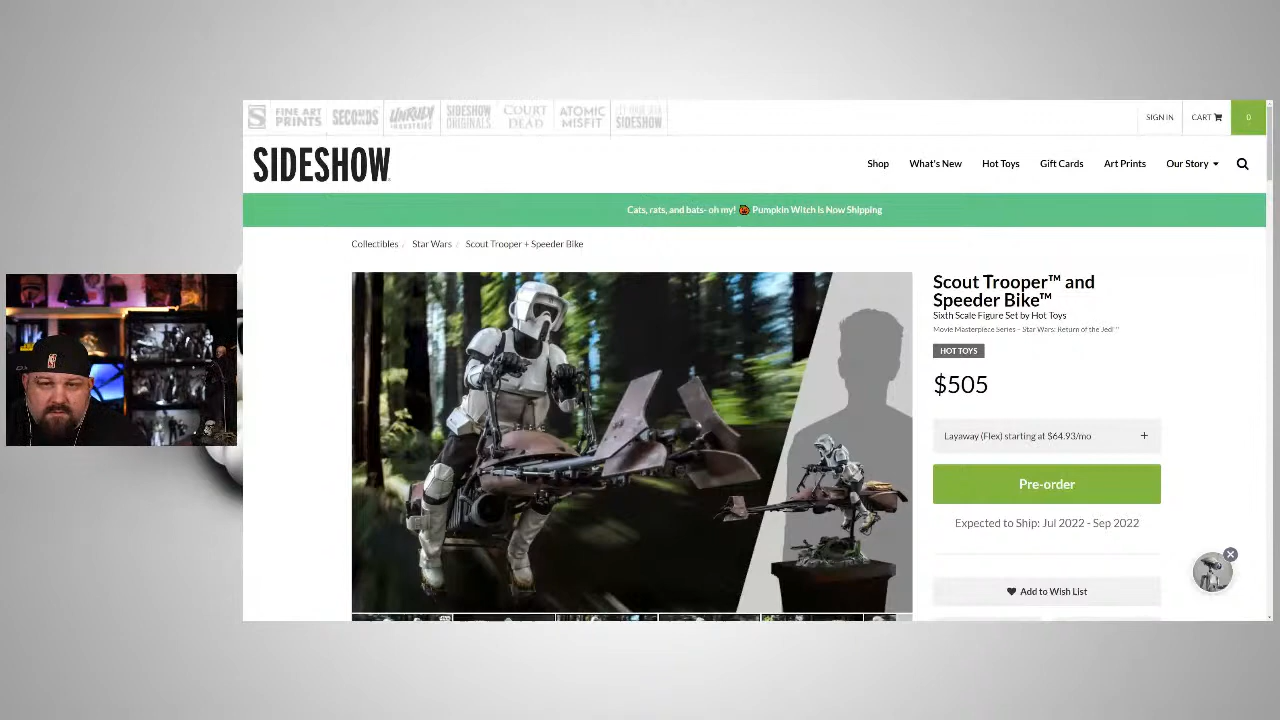 FINE ART
PRINTS
SECONDS
UNRULY
INDUSTRIES
SIDESHOW
ORIGINALS
COURT
OF THE
DEAD
ATOMIC
MISFIT
SIDESHOW
SIGN IN
CART
0
SIDESHOW
Shop
What's New
Hot Toys
Gift Cards
Art Prints
Our Story
Cats, rats, and bats- oh my! 🎃 Pumpkin Witch is Now Shipping
Collectibles / Star Wars / Scout Trooper + Speeder Bike
Scout Trooper™ and
Speeder Bike™
Sixth Scale Figure Set by Hot Toys
Movie Masterpiece Series – Star Wars: Return of the Jedi™
HOT TOYS
$505
Layaway (Flex) starting at $64.93/mo +
Pre-order
Expected to Ship: Jul 2022 - Sep 2022
Add to Wish List